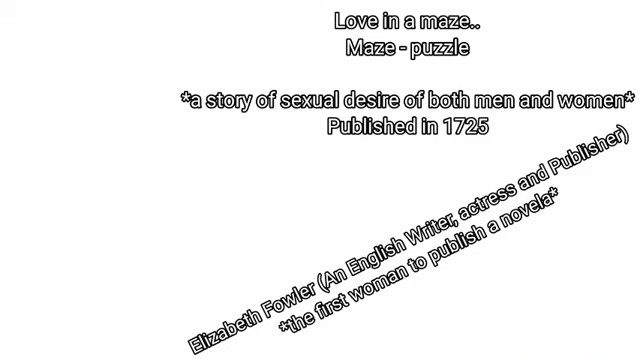 Love in a maze..
Maze - puzzle
*a story of sexual desire of both men and women*
Published in 1725
Elizabeth Fowler (An English Writer, actress and Publisher)
*the first woman to publish a novela*